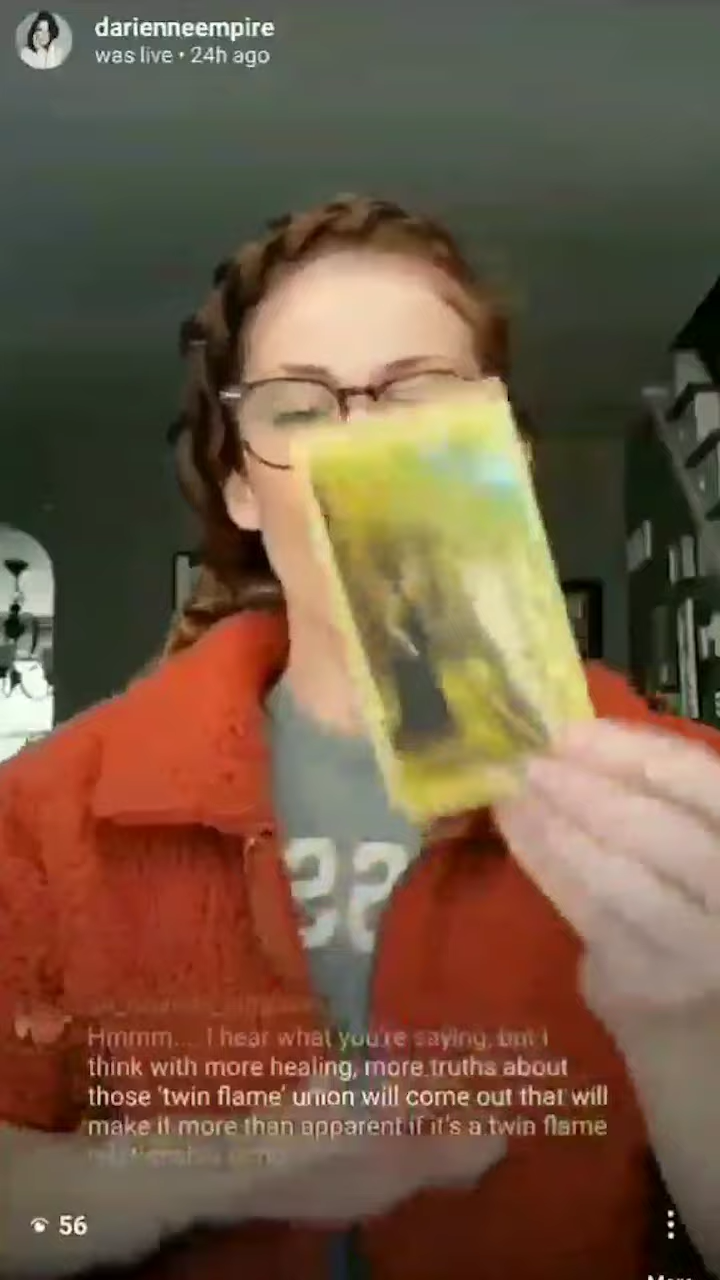 darienneempire
was live • 24h ago
22
Hmmm... I hear what you're saying, but I
think with more healing, more truths about
those 'twin flame' union will come out that will
make it more than apparent if it's a twin flame
56